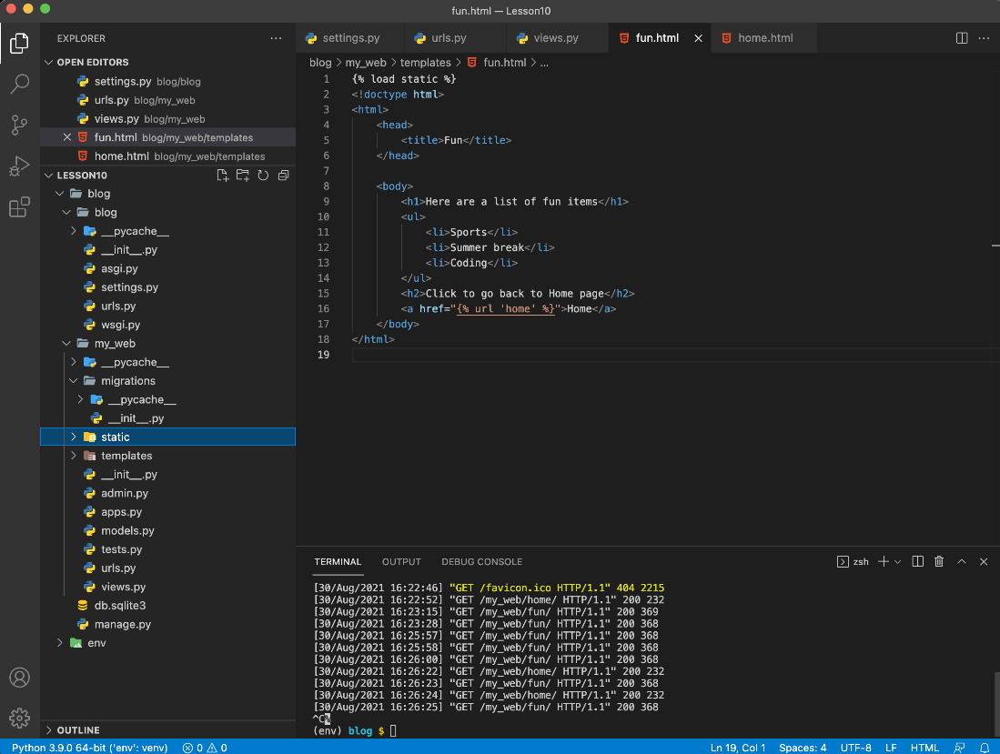 fun.html — Lesson10
EXPLORER
OPEN EDITORS
settings.py blog/blog
urls.py blog/my_web
views.py blog/my_web
fun.html blog/my_web/templates
home.html blog/my_web/templates
LESSON10
blog
blog
__pycache__
__init__.py
asgi.py
settings.py
urls.py
wsgi.py
my_web
__pycache__
migrations
__pycache__
__init__.py
static
templates
__init__.py
admin.py
apps.py
models.py
tests.py
urls.py
views.py
db.sqlite3
manage.py
env
OUTLINE
settings.py urls.py views.py fun.html home.html
blog > my_web > templates > fun.html > ...
1 {% load static %}
2 <!doctype html>
3 <html>
4 <head>
5 <title>Fun</title>
6 </head>
7
8 <body>
9 <h1>Here are a list of fun items</h1>
10 <ul>
11 <li>Sports</li>
12 <li>Summer break</li>
13 <li>Coding</li>
14 </ul>
15 <h2>Click to go back to Home page</h2>
16 <a href="{% url 'home' %}">Home</a>
17 </body>
18 </html>
19
TERMINAL OUTPUT DEBUG CONSOLE zsh
[30/Aug/2021 16:22:46] "GET /favicon.ico HTTP/1.1" 404 2215
[30/Aug/2021 16:22:52] "GET /my_web/home/ HTTP/1.1" 200 232
[30/Aug/2021 16:23:15] "GET /my_web/fun/ HTTP/1.1" 200 369
[30/Aug/2021 16:23:28] "GET /my_web/fun/ HTTP/1.1" 200 368
[30/Aug/2021 16:25:57] "GET /my_web/fun/ HTTP/1.1" 200 368
[30/Aug/2021 16:25:58] "GET /my_web/fun/ HTTP/1.1" 200 368
[30/Aug/2021 16:26:00] "GET /my_web/fun/ HTTP/1.1" 200 368
[30/Aug/2021 16:26:22] "GET /my_web/home/ HTTP/1.1" 200 232
[30/Aug/2021 16:26:23] "GET /my_web/fun/ HTTP/1.1" 200 368
[30/Aug/2021 16:26:24] "GET /my_web/home/ HTTP/1.1" 200 232
[30/Aug/2021 16:26:25] "GET /my_web/fun/ HTTP/1.1" 200 368
^C%
(env) blog $
Python 3.9.0 64-bit ('env': venv) 0 0 Ln 19, Col 1 Spaces: 4 UTF-8 LF HTML